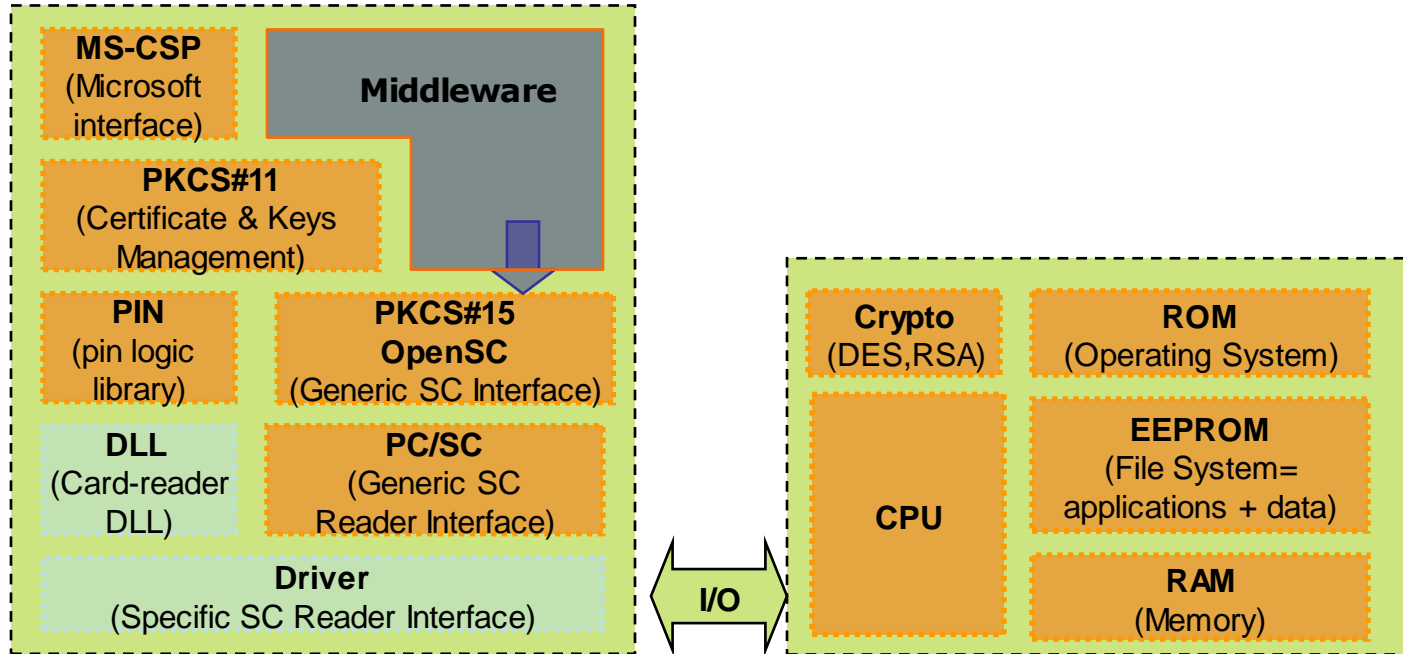 MS-CSP
(Microsoft
interface)
Middleware
PKCS#11
(Certificate & Keys
Management)
PIN
(pin logic
library)
PKCS#15
OpenSC
(Generic SC Interface)
DLL
(Card-reader
DLL)
PC/SC
(Generic SC
Reader Interface)
Driver
(Specific SC Reader Interface)
I/O
Crypto
(DES,RSA)
ROM
(Operating System)
CPU
EEPROM
(File System=
applications + data)
RAM
(Memory)